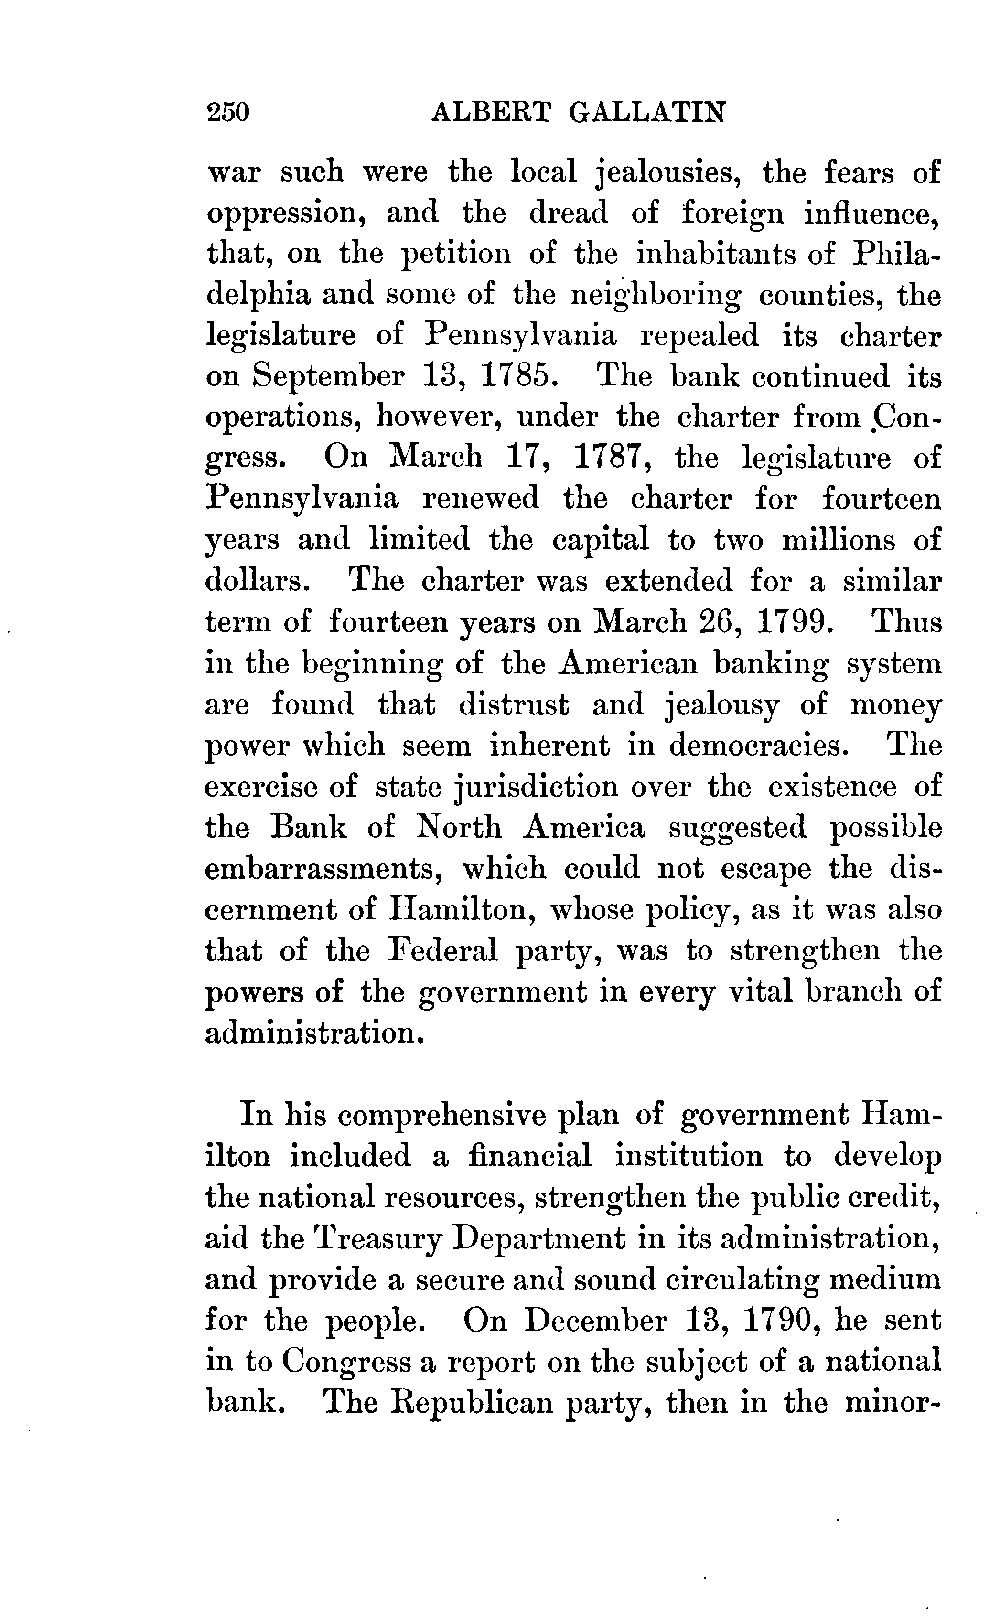 250 ALBERT GALLATIN
war such were the local jealousies, the fears of
oppression, and the dread of foreign influence,
that, on the petition of the inhabitants of Phila-
delphia and some of the neighboring counties, the
legislature of Pennsylvania repealed its charter
on September 13, 1785. The bank continued its
operations, however, under the charter from Con-
gress. On March 17, 1787, the legislature of
Pennsylvania renewed the charter for fourteen
years and limited the capital to two millions of
dollars. The charter was extended for a similar
term of fourteen years on March 26, 1799. Thus
in the beginning of the American banking system
are found that distrust and jealousy of money
power which seem inherent in democracies. The
exercise of state jurisdiction over the existence of
the Bank of North America suggested possible
embarrassments, which could not escape the dis-
cernment of Hamilton, whose policy, as it was also
that of the Federal party, was to strengthen the
powers of the government in every vital branch of
administration.
In his comprehensive plan of government Ham-
ilton included a financial institution to develop
the national resources, strengthen the public credit,
aid the Treasury Department in its administration,
and provide a secure and sound circulating medium
for the people. On December 13, 1790, he sent
in to Congress a report on the subject of a national
bank. The Republican party, then in the minor-